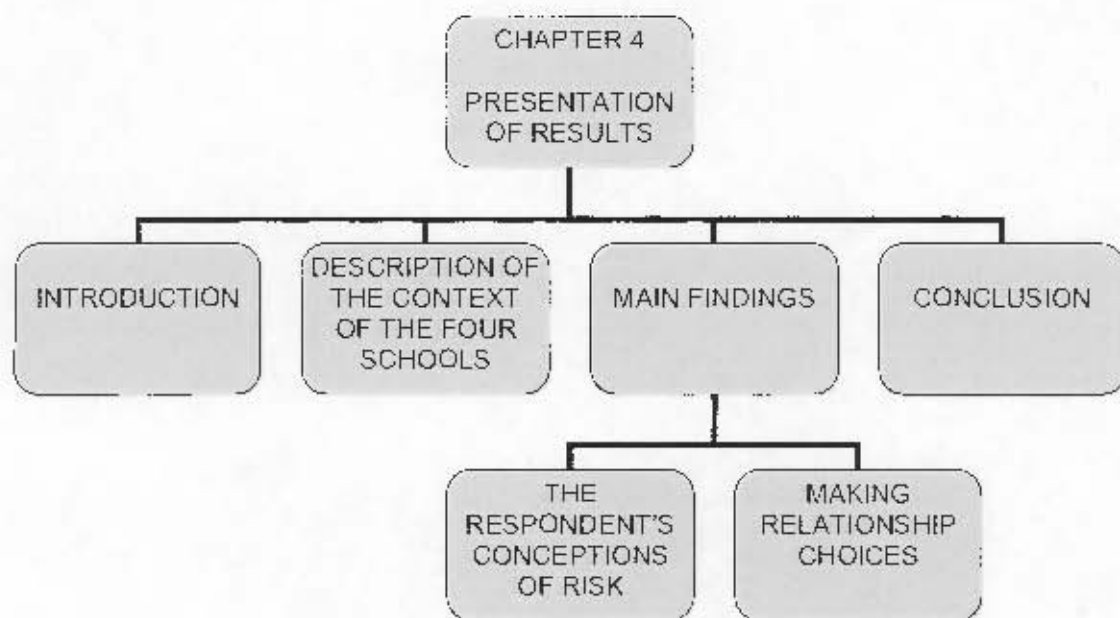 CHAPTER 4
PRESENTATION
OF RESULTS
INTRODUCTION
DESCRIPTION OF
THE CONTEXT
OF THE FOUR
SCHOOLS
MAIN FINDINGS
CONCLUSION
THE
RESPONDENT'S
CONCEPTIONS
OF RISK
MAKING
RELATIONSHIP
CHOICES